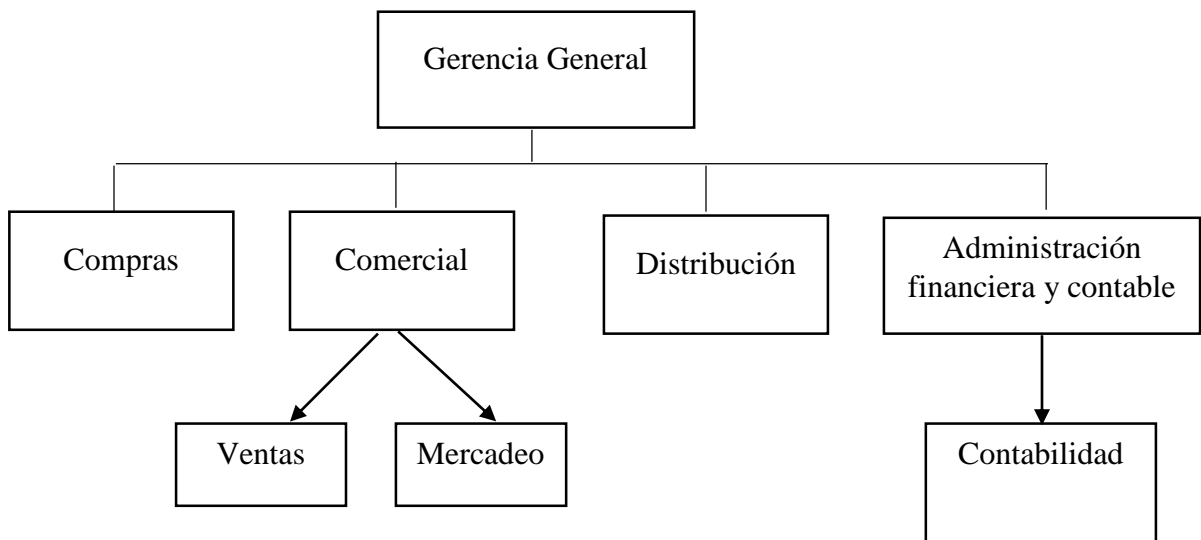 Gerencia General
Compras
Comercial
Distribución
Administración
financiera y contable
Ventas
Mercadeo
Contabilidad